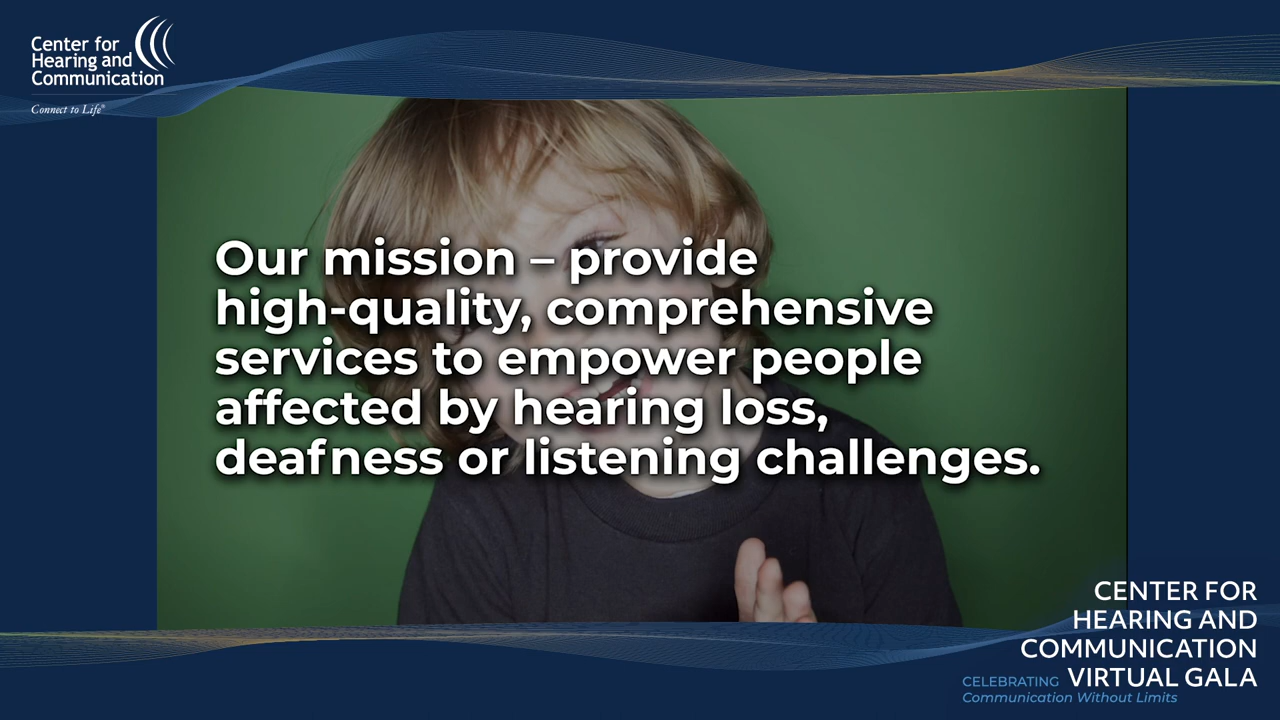 Center for
Hearing and
Communication
Connect to Life®
Our mission – provide
high-quality, comprehensive
services to empower people
affected by hearing loss,
deafness or listening challenges.
CENTER FOR
HEARING AND
COMMUNICATION
CELEBRATING VIRTUAL GALA
Communication Without Limits